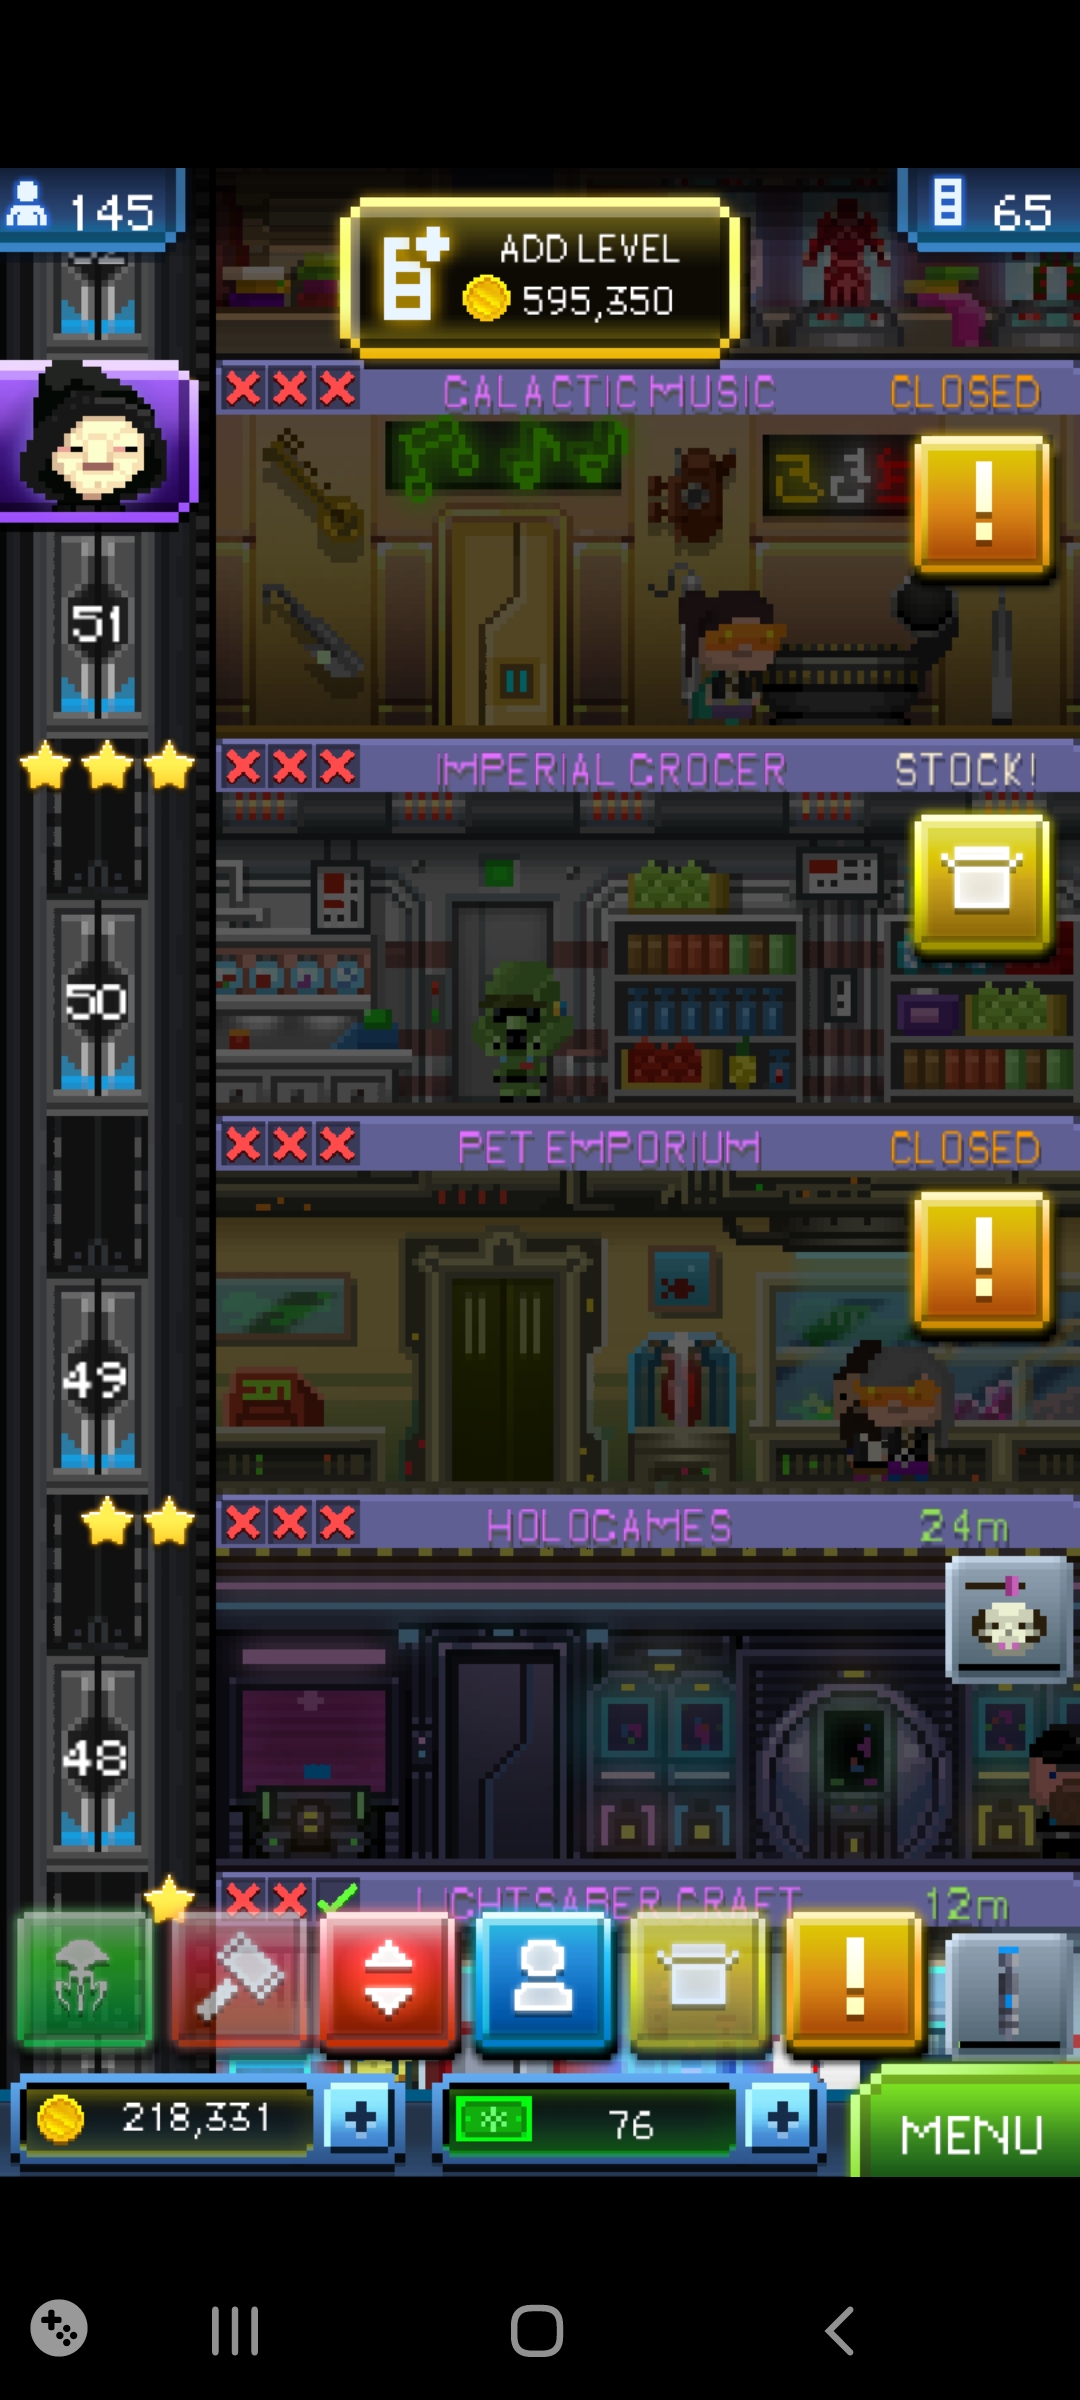 145
ADD LEVEL
595,350
65
GALACTIC MUSIC
CLOSED
51
IMPERIAL GROCER
STOCK!
50
PET EMPORIUM
CLOSED
49
HOLOGAMES
24m
48
LIGHTSABER CRAFT
12m
218,331
76
MENU